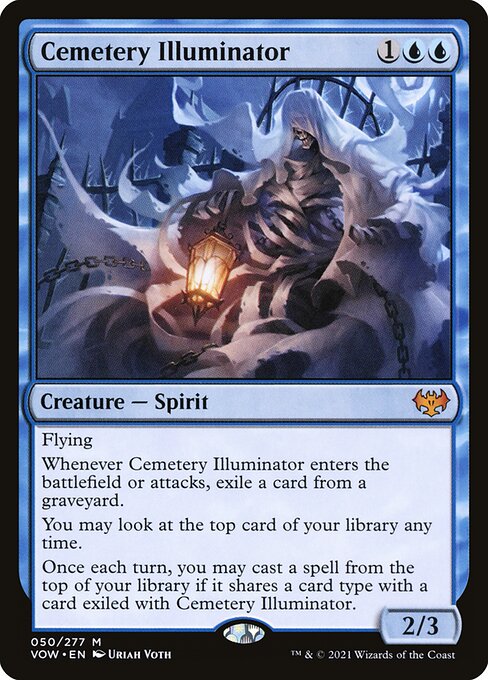 Cemetery Illuminator 1
Creature — Spirit
Flying
Whenever Cemetery Illuminator enters the
battlefield or attacks, exile a card from a
graveyard.
You may look at the top card of your library any
time.
Once each turn, you may cast a spell from the
top of your library if it shares a card type with a
card exiled with Cemetery Illuminator.
2/3
050/277 M
VOW • EN Uriah Voth
™ & © 2021 Wizards of the Coast